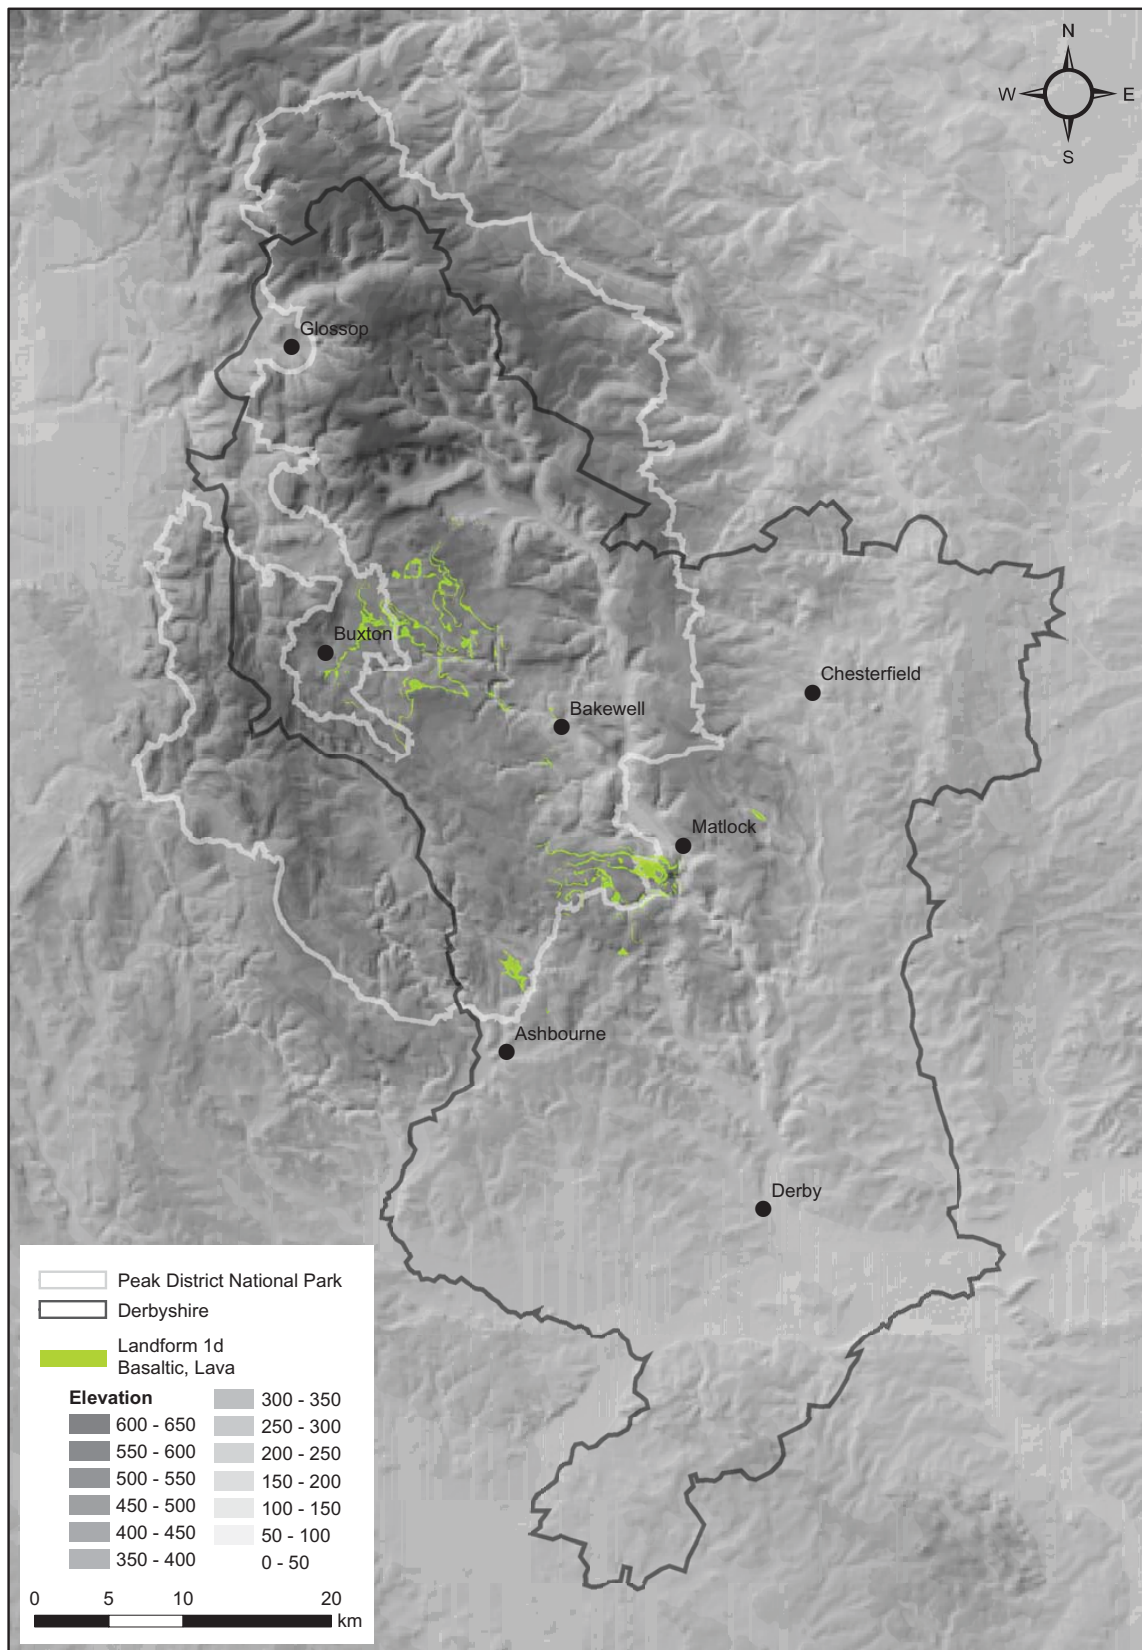 N
W E
S
Glossop
Buxton
Chesterfield
Bakewell
Matlock
Ashbourne
Derby
Peak District National Park
Derbyshire
Landform 1d
Basaltic, Lava
Elevation
600 - 650
550 - 600
500 - 550
450 - 500
400 - 450
350 - 400
300 - 350
250 - 300
200 - 250
150 - 200
100 - 150
50 - 100
0 - 50
0 5 10 20
km